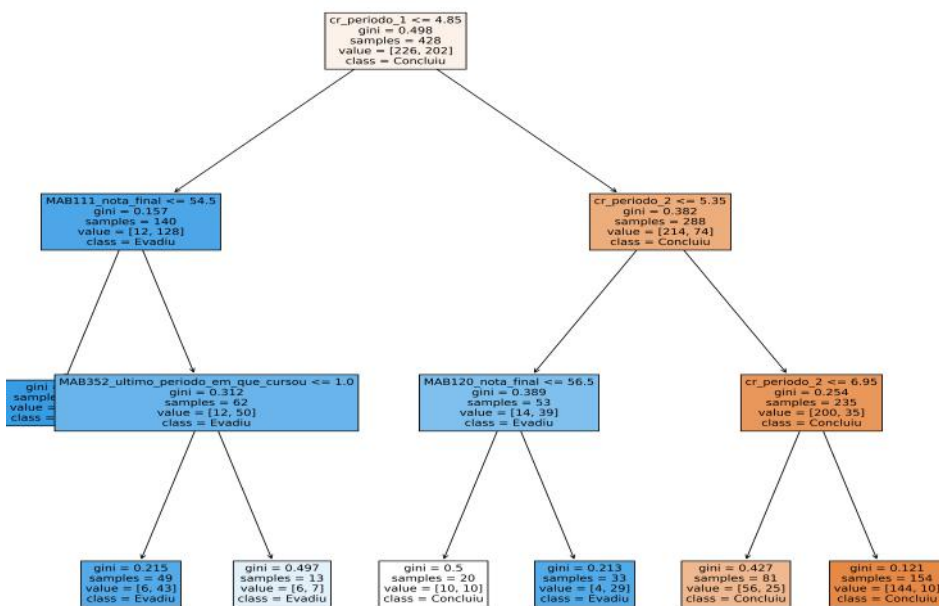 cr_periodo_1 <= 4.85
gini = 0.498
samples = 428
value = [226, 202]
class = Concluiu
MAB111_nota_final <= 54.5
gini = 0.157
samples = 140
value = [12, 128]
class = Evadiu
cr_periodo_2 <= 5.35
gini = 0.382
samples = 288
value = [214, 74]
class = Concluiu
gini
value =
MAB352_ultimo_periodo_em_que_cursou <= 1.0
gini = 0.312
samples = 62
value = [12, 50]
class = Evadiu
MAB120_nota_final <= 56.5
gini = 0.389
samples = 53
value = [14, 39]
class = Evadiu
cr_periodo_2 <= 6.95
gini = 0.254
samples = 235
value = [200, 35]
class = Concluiu
gini = 0.215
samples = 49
value = [6, 43]
class = Evadiu
gini = 0.497
samples = 13
value = [6, 7]
class = Evadiu
gini = 0.5
samples = 20
value = [10, 10]
class = Concluiu
gini = 0.213
samples = 33
value = [4, 29]
class = Evadiu
gini = 0.427
samples = 81
value = [56, 25]
class = Concluiu
gini = 0.121
samples = 154
value = [144, 10]
class = Concluiu